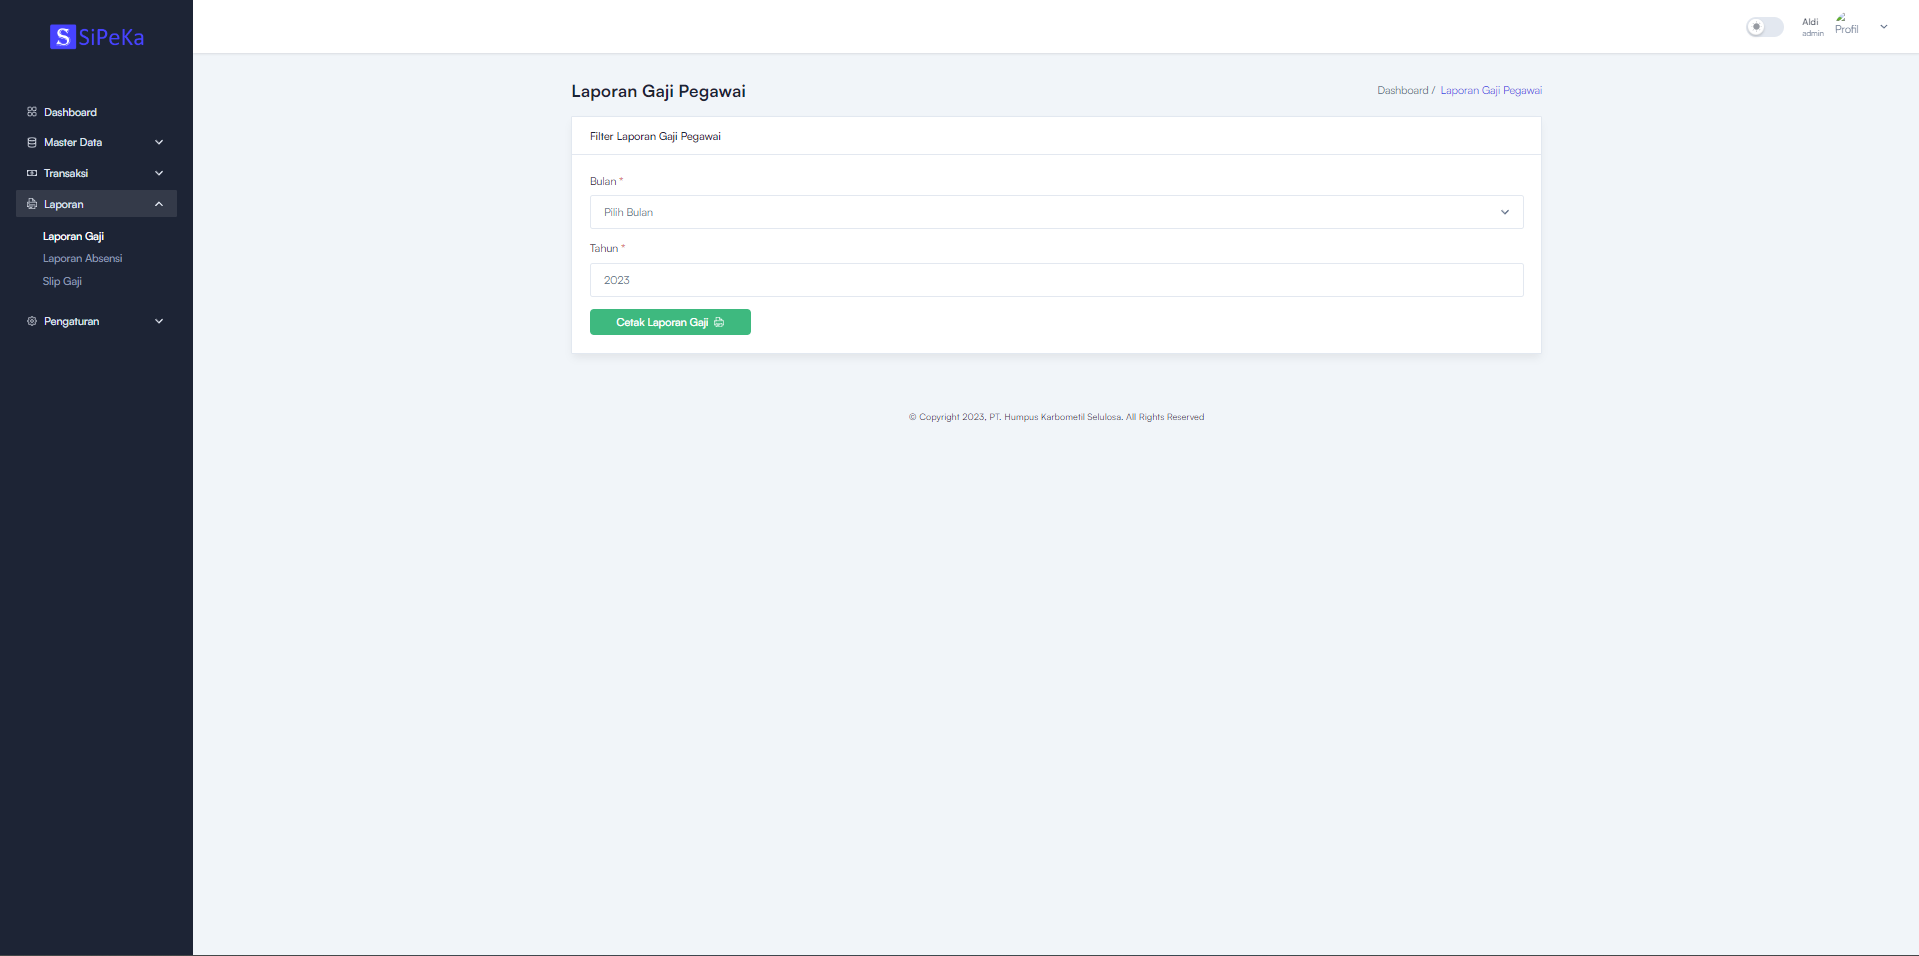 S SiPeKa
Aldi
admin
Profil
Dashboard
Master Data
Transaksi
Laporan
Laporan Gaji
Laporan Absensi
Slip Gaji
Pengaturan
Laporan Gaji Pegawai
Dashboard / Laporan Gaji Pegawai
Filter Laporan Gaji Pegawai
Bulan *
Pilih Bulan
Tahun *
2023
Cetak Laporan Gaji
© Copyright 2023, PT. Humpus Karbometil Selulosa. All Rights Reserved